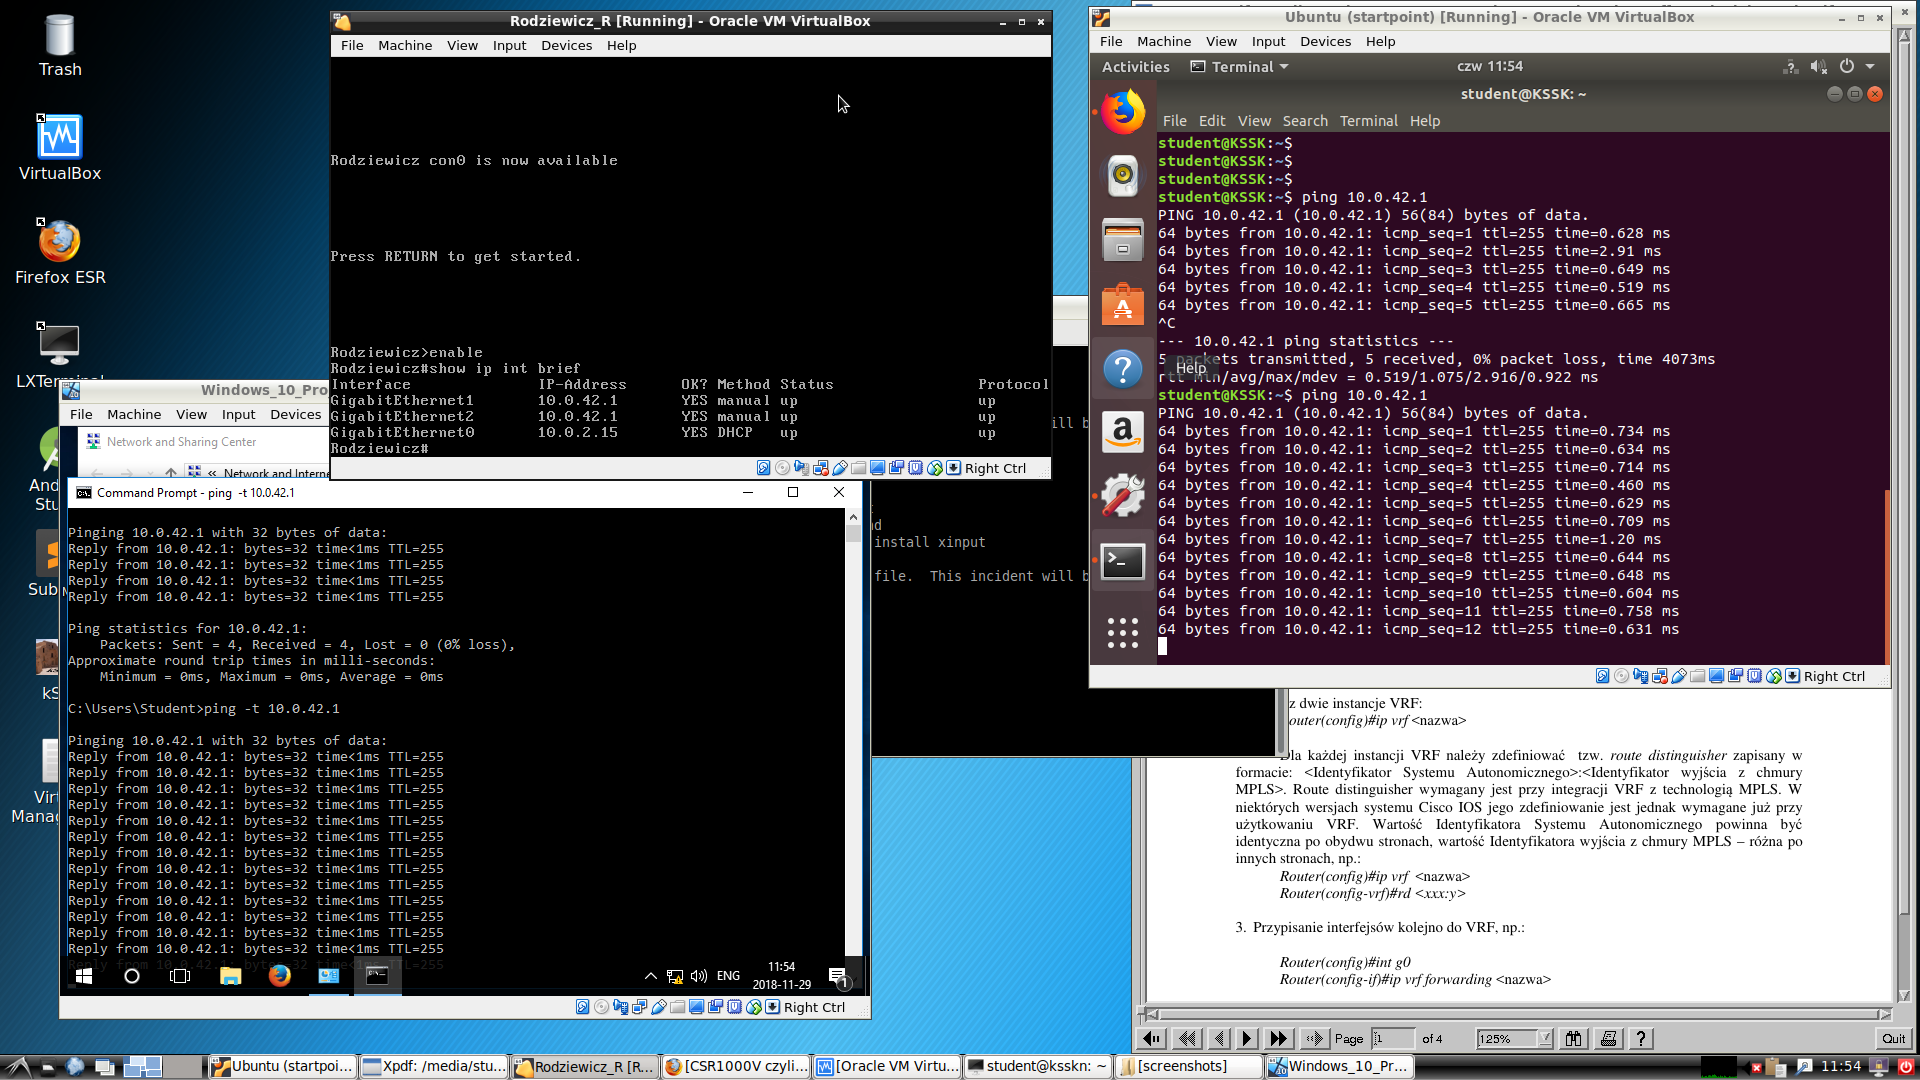 Trash
VirtualBox
Firefox ESR
LXTerminal
Rodziewicz_R [Running] - Oracle VM VirtualBox
File Machine View Input Devices Help
Rodziewicz con0 is now available
Press RETURN to get started.
Rodziewicz>enable
Rodziewicz#show ip int brief
Interface IP-Address OK? Method Status Protocol
GigabitEthernet1 10.0.42.1 YES manual up up
GigabitEthernet2 10.0.42.1 YES manual up up
GigabitEthernet0 10.0.2.15 YES DHCP up up
Rodziewicz#
Right Ctrl
Windows_10_Pro
File Machine View Input Devices
Network and Sharing Center
« Network and Interne
Command Prompt - ping -t 10.0.42.1
Pinging 10.0.42.1 with 32 bytes of data:
Reply from 10.0.42.1: bytes=32 time<1ms TTL=255
Reply from 10.0.42.1: bytes=32 time<1ms TTL=255
Reply from 10.0.42.1: bytes=32 time<1ms TTL=255
Reply from 10.0.42.1: bytes=32 time<1ms TTL=255
Ping statistics for 10.0.42.1:
Packets: Sent = 4, Received = 4, Lost = 0 (0% loss),
Approximate round trip times in milli-seconds:
Minimum = 0ms, Maximum = 0ms, Average = 0ms
C:\Users\Student>ping -t 10.0.42.1
Pinging 10.0.42.1 with 32 bytes of data:
Reply from 10.0.42.1: bytes=32 time<1ms TTL=255
Reply from 10.0.42.1: bytes=32 time<1ms TTL=255
Reply from 10.0.42.1: bytes=32 time<1ms TTL=255
Reply from 10.0.42.1: bytes=32 time<1ms TTL=255
Reply from 10.0.42.1: bytes=32 time<1ms TTL=255
Reply from 10.0.42.1: bytes=32 time<1ms TTL=255
Reply from 10.0.42.1: bytes=32 time<1ms TTL=255
Reply from 10.0.42.1: bytes=32 time<1ms TTL=255
Reply from 10.0.42.1: bytes=32 time<1ms TTL=255
Reply from 10.0.42.1: bytes=32 time<1ms TTL=255
Reply from 10.0.42.1: bytes=32 time<1ms TTL=255
Reply from 10.0.42.1: bytes=32 time<1ms TTL=255
Reply from 10.0.42.1: bytes=32 time<1ms TTL=255
ENG
11:54
2018-11-29
1
Right Ctrl
ill b
nd
install xinput
file. This incident will b
Ubuntu (startpoint) [Running] - Oracle VM VirtualBox
File Machine View Input Devices Help
Activities Terminal czw 11:54
student@KSSK: ~
File Edit View Search Terminal Help
student@KSSK:~$
student@KSSK:~$
student@KSSK:~$
student@KSSK:~$ ping 10.0.42.1
PING 10.0.42.1 (10.0.42.1) 56(84) bytes of data.
64 bytes from 10.0.42.1: icmp_seq=1 ttl=255 time=0.628 ms
64 bytes from 10.0.42.1: icmp_seq=2 ttl=255 time=2.91 ms
64 bytes from 10.0.42.1: icmp_seq=3 ttl=255 time=0.649 ms
64 bytes from 10.0.42.1: icmp_seq=4 ttl=255 time=0.519 ms
64 bytes from 10.0.42.1: icmp_seq=5 ttl=255 time=0.665 ms
^C
--- 10.0.42.1 ping statistics ---
5 packets transmitted, 5 received, 0% packet loss, time 4073ms
Help
rtt min/avg/max/mdev = 0.519/1.075/2.916/0.922 ms
student@KSSK:~$ ping 10.0.42.1
PING 10.0.42.1 (10.0.42.1) 56(84) bytes of data.
64 bytes from 10.0.42.1: icmp_seq=1 ttl=255 time=0.734 ms
64 bytes from 10.0.42.1: icmp_seq=2 ttl=255 time=0.634 ms
64 bytes from 10.0.42.1: icmp_seq=3 ttl=255 time=0.714 ms
64 bytes from 10.0.42.1: icmp_seq=4 ttl=255 time=0.460 ms
64 bytes from 10.0.42.1: icmp_seq=5 ttl=255 time=0.629 ms
64 bytes from 10.0.42.1: icmp_seq=6 ttl=255 time=0.709 ms
64 bytes from 10.0.42.1: icmp_seq=7 ttl=255 time=1.20 ms
64 bytes from 10.0.42.1: icmp_seq=8 ttl=255 time=0.644 ms
64 bytes from 10.0.42.1: icmp_seq=9 ttl=255 time=0.648 ms
64 bytes from 10.0.42.1: icmp_seq=10 ttl=255 time=0.604 ms
64 bytes from 10.0.42.1: icmp_seq=11 ttl=255 time=0.758 ms
64 bytes from 10.0.42.1: icmp_seq=12 ttl=255 time=0.631 ms
Right Ctrl
z dwie instancje VRF:
outer(config)#ip vrf <nazwa>
Dla każdej instancji VRF należy zdefiniować tzw. route distinguisher zapisany w
formacie: <Identyfikator Systemu Autonomicznego>:<Identyfikator wyjścia z chmury
MPLS>. Route distinguisher wymagany jest przy integracji VRF z technologią MPLS. W
niektórych wersjach systemu Cisco IOS jego zdefiniowanie jest jednak wymagane już przy
użytkowaniu VRF. Wartość Identyfikatora Systemu Autonomicznego powinna być
identyczna po obydwu stronach, wartość Identyfikatora wyjścia z chmury MPLS – różna po
innych stronach, np.:
Router(config)#ip vrf <nazwa>
Router(config-vrf)#rd <xxx:y>
3. Przypisanie interfejsów kolejno do VRF, np.:
Router(config)#int g0
Router(config-if)#ip vrf forwarding <nazwa>
Page 1 of 4 125% ? Quit
Ubuntu (startpoi... Xpdf: /media/stu... Rodziewicz_R [R... [CSR1000V czyli... [Oracle VM Virtu... student@ksskn: ~ [screenshots] Windows_10_Pr... 11:54